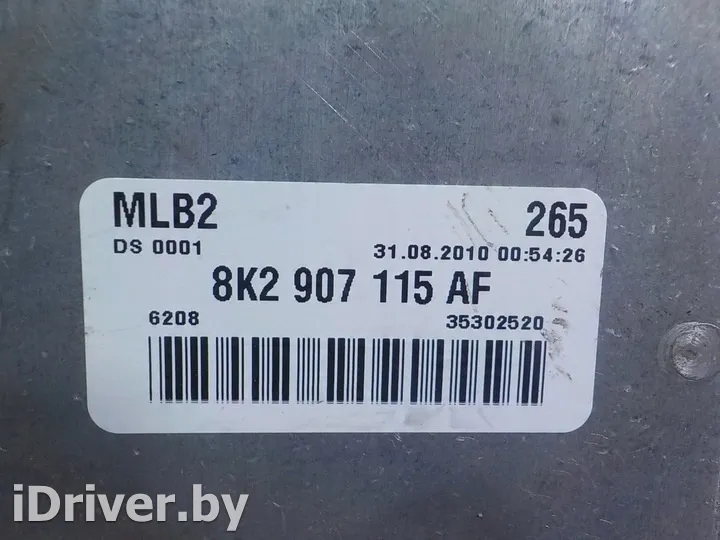 MLB2 265
DS 0001 31.08.2010 00:54:26
8K2 907 115 AF
6208 35302520
iDriver.by